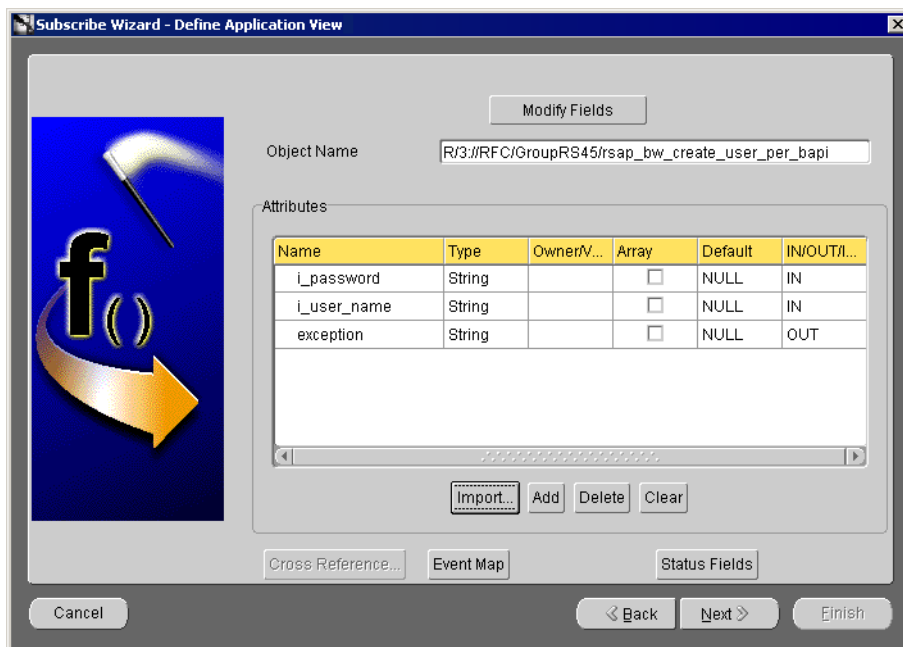 Subscribe Wizard - Define Application View
Modify Fields
Object Name R/3://RFC/GroupRS45/rsap_bw_create_user_per_bapi
Attributes
Name Type Owner/V... Array Default IN/OUT/I...
i_password String NULL IN
i_user_name String NULL IN
exception String NULL OUT
f()
Import... Add Delete Clear
Cross Reference... Event Map Status Fields
Cancel Back Next Finish